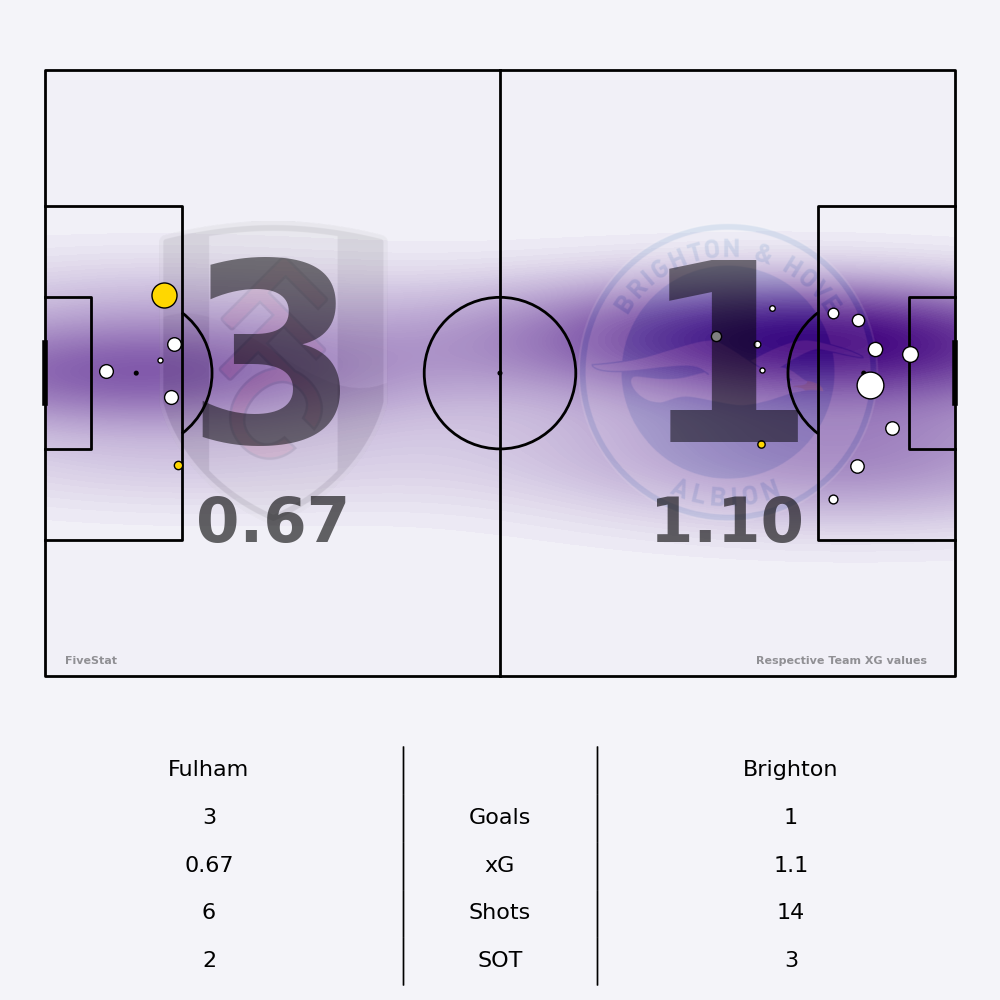 BRIGHTON & HOVE
ALBION
FFC
3
1
0.67
1.10
FiveStat
Respective Team XG values
Fulham Brighton
3 Goals 1
0.67 xG 1.1
6 Shots 14
2 SOT 3